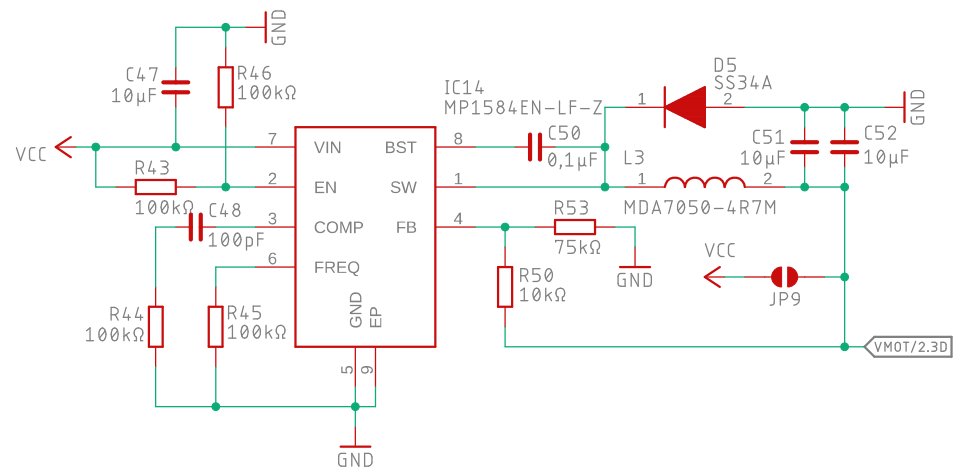 GND
C47
10µF
R46
100kΩ
VCC
R43
100kΩ
C48
100pF
R44
100kΩ
R45
100kΩ
IC14
MP1584EN-LF-Z
7
VIN
2
EN
3
COMP
6
FREQ
BST
8
SW
1
FB
4
GND
EP
5
9
GND
C50
0,1µF
D5
SS34A
1
2
GND
C51
10µF
C52
10µF
L3
1
2
MDA7050-4R7M
R53
75kΩ
GND
R50
10kΩ
VCC
JP9
VMOT/2.3D